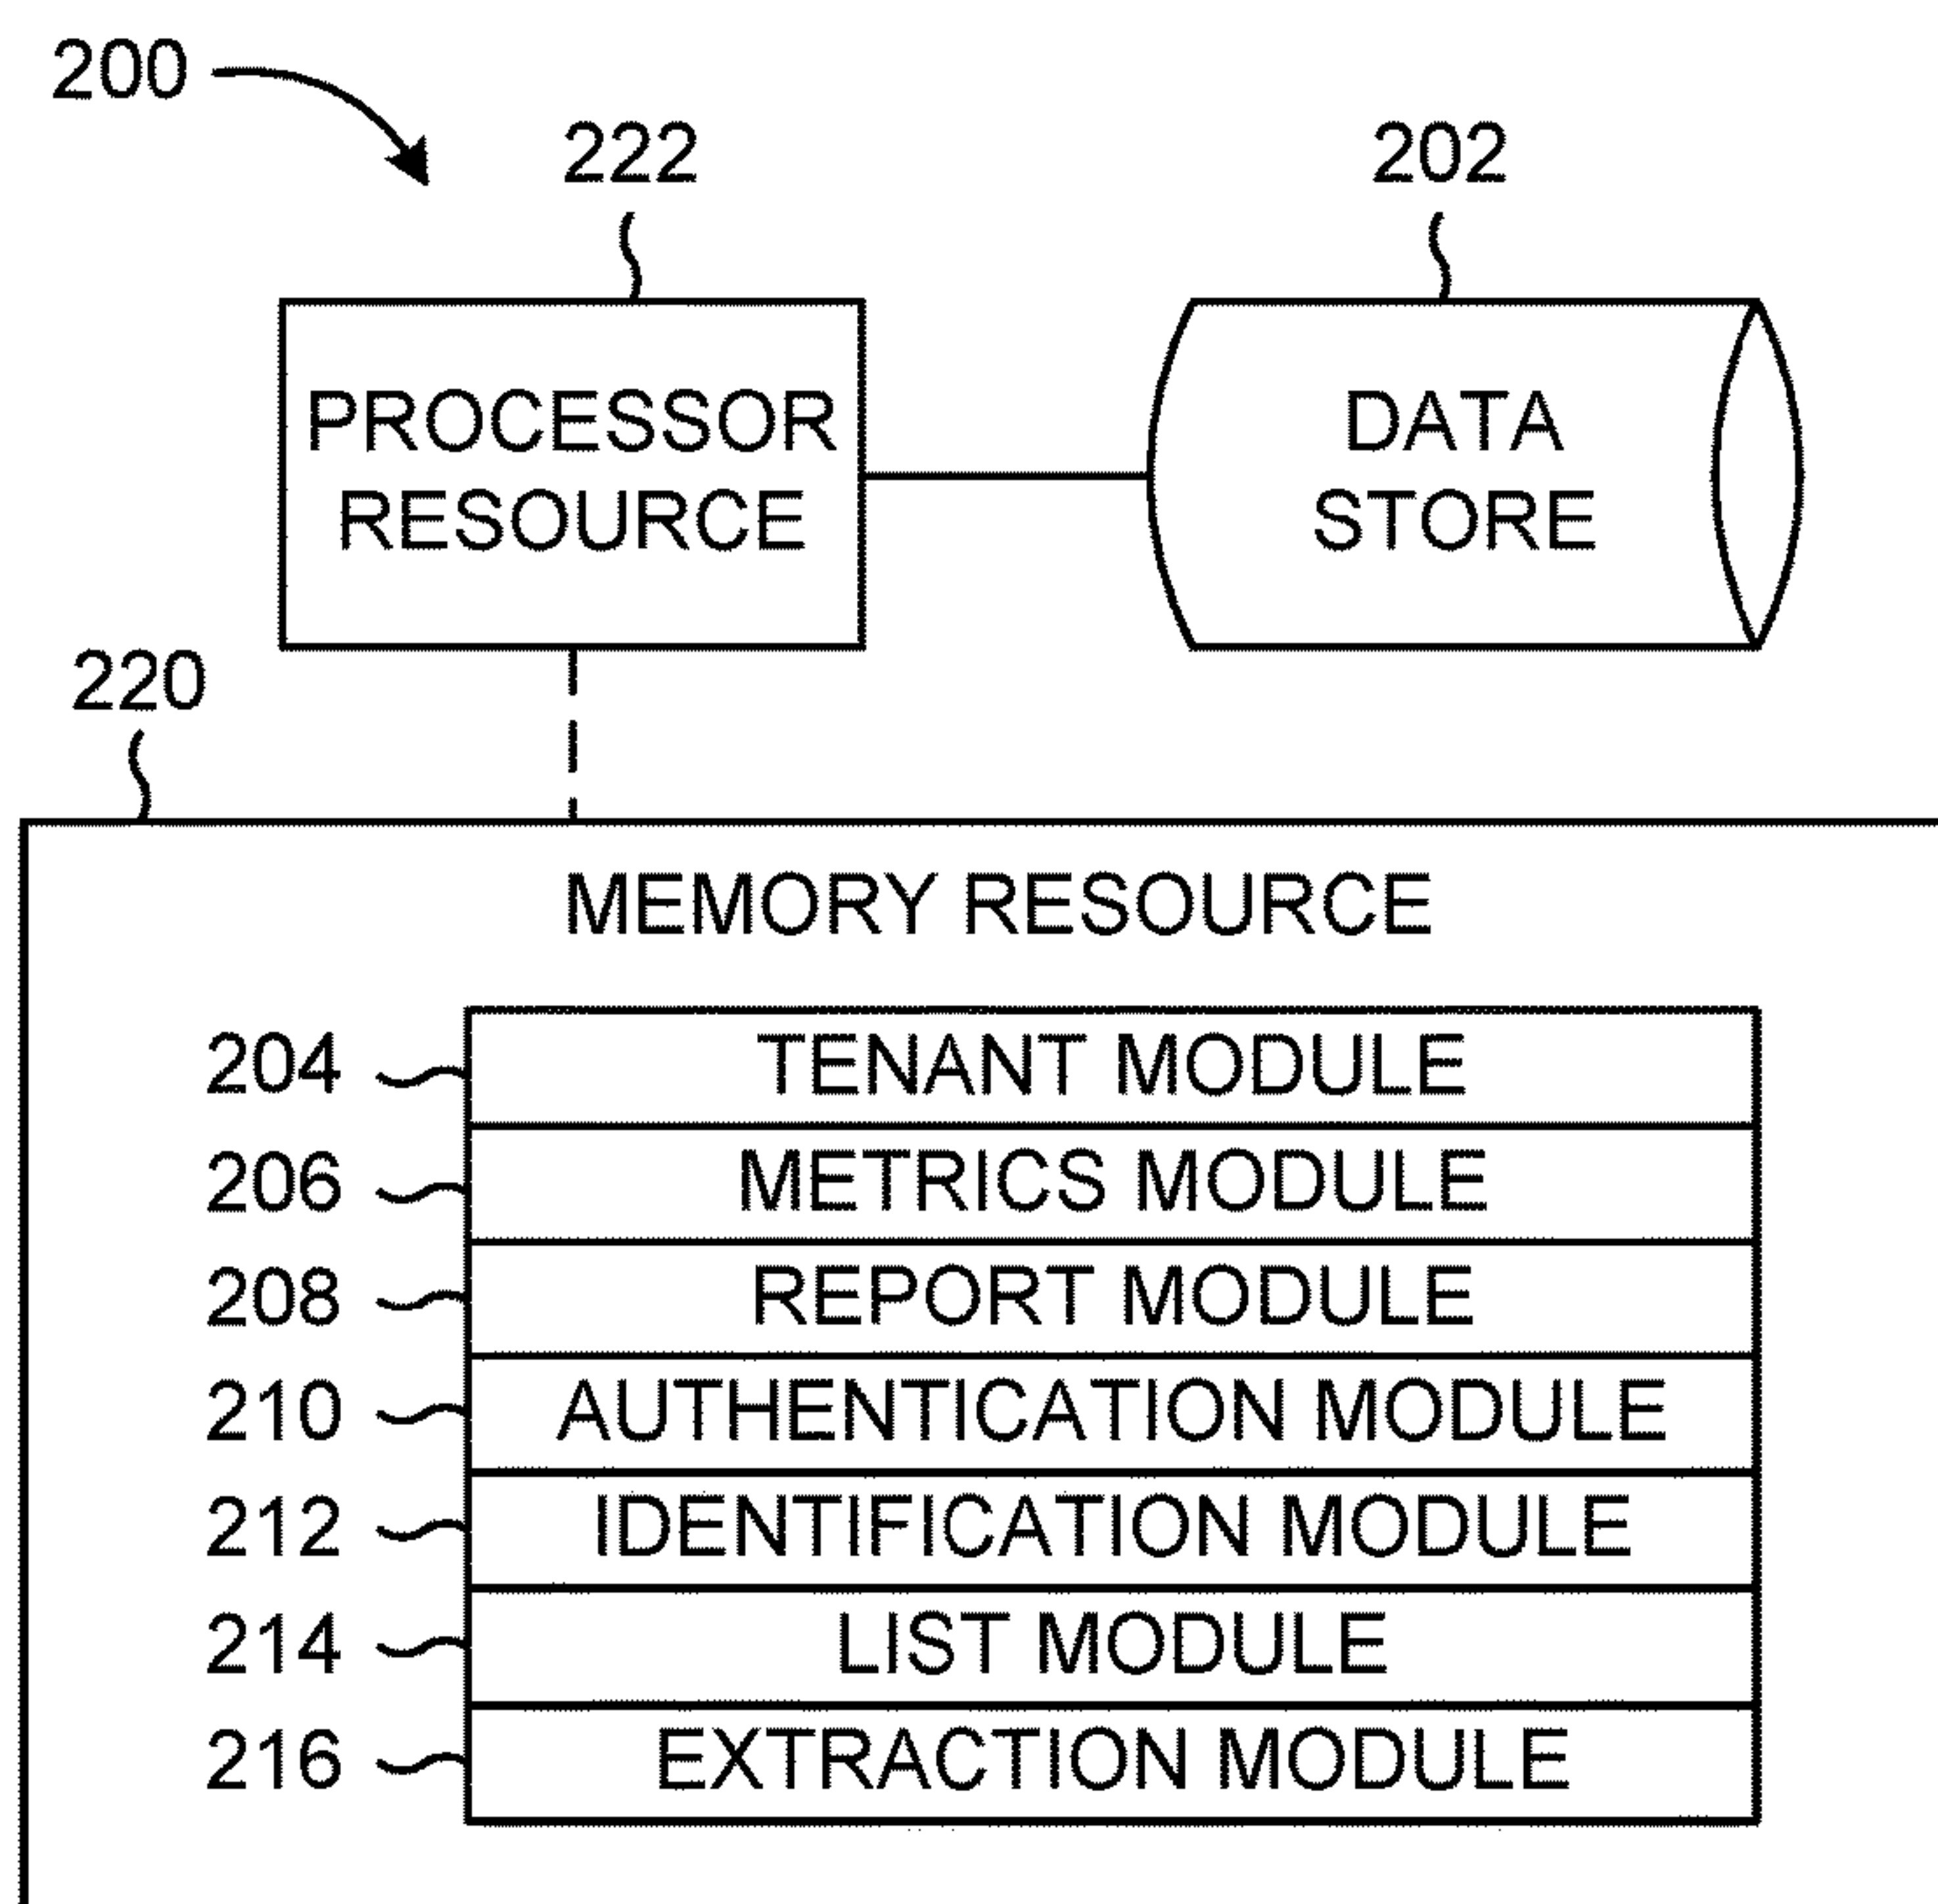 200
222
202
PROCESSOR
RESOURCE
DATA
STORE
220
MEMORY RESOURCE
204 TENANT MODULE
206 METRICS MODULE
208 REPORT MODULE
210 AUTHENTICATION MODULE
212 IDENTIFICATION MODULE
214 LIST MODULE
216 EXTRACTION MODULE